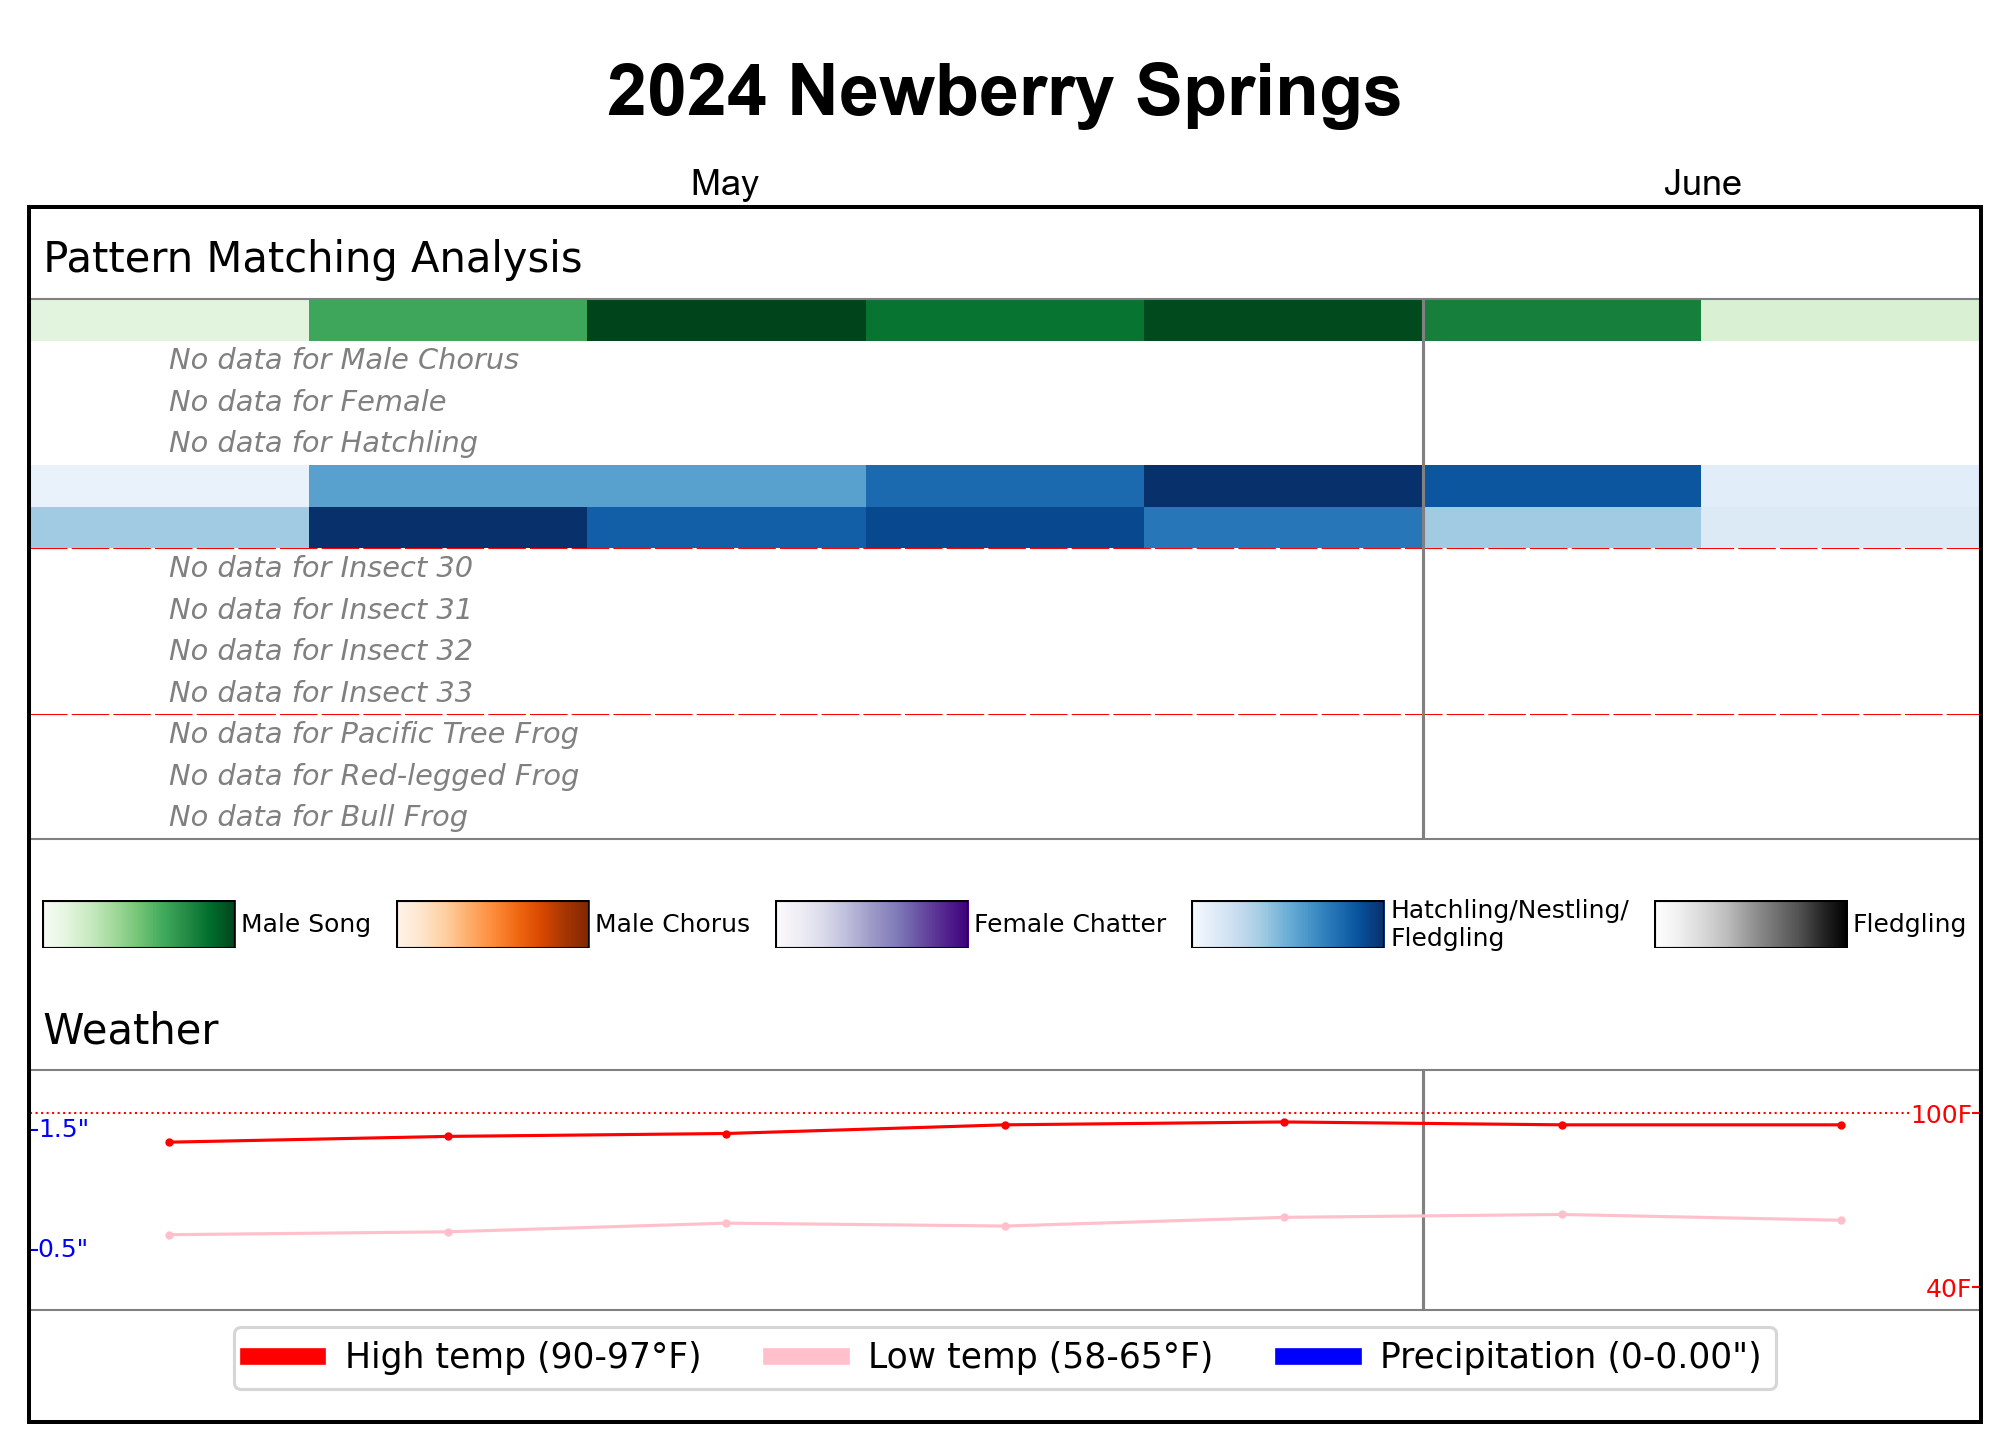 2024 Newberry Springs
May June
Pattern Matching Analysis
No data for Male Chorus
No data for Female
No data for Hatchling
No data for Insect 30
No data for Insect 31
No data for Insect 32
No data for Insect 33
No data for Pacific Tree Frog
No data for Red-legged Frog
No data for Bull Frog
Male Song
Male Chorus
Female Chatter
Hatchling/Nestling/
Fledgling
Fledgling
Weather
1.5"
100F
0.5"
40F
High temp (90-97°F) Low temp (58-65°F) Precipitation (0-0.00")